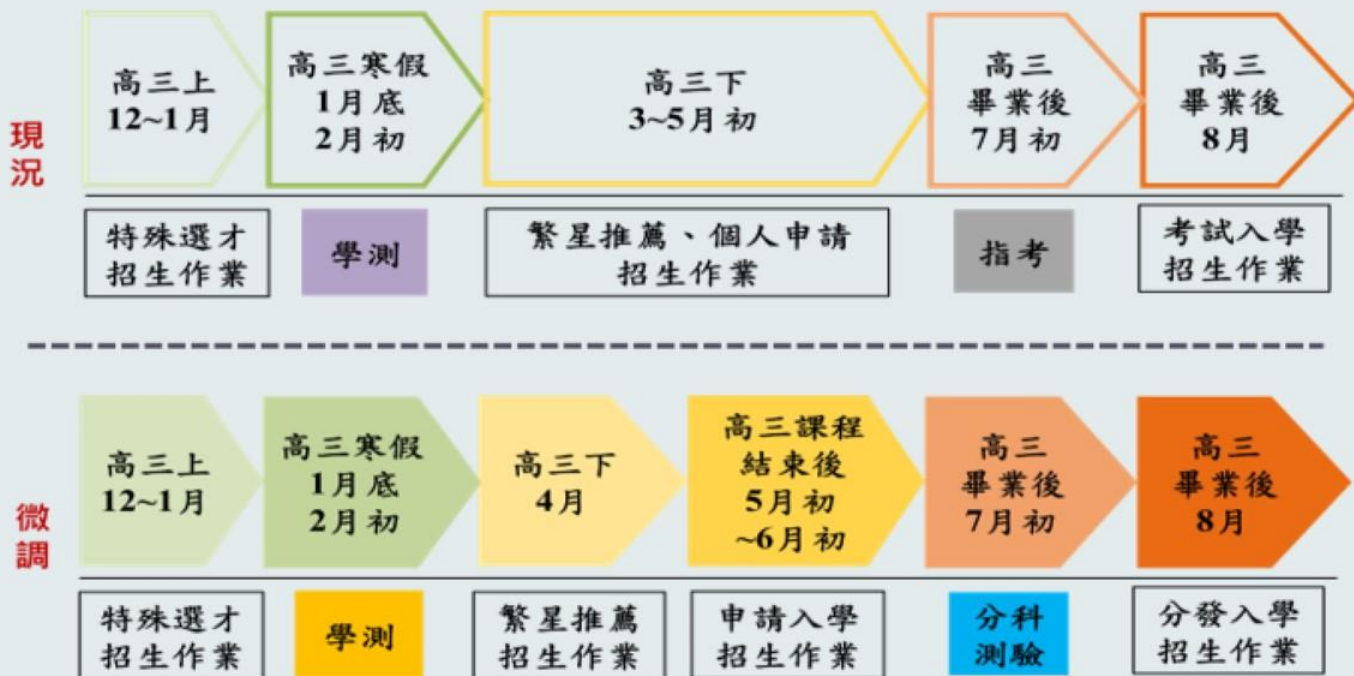 現況
高三上
12~1月
高三寒假
1月底
2月初
高三下
3~5月初
高三
畢業後
7月初
高三
畢業後
8月
特殊選才
招生作業
學測
繁星推薦、個人申請
招生作業
指考
考試入學
招生作業
微調
高三上
12~1月
高三寒假
1月底
2月初
高三下
4月
高三課程
結束後
5月初
~6月初
高三
畢業後
7月初
高三
畢業後
8月
特殊選才
招生作業
學測
繁星推薦
招生作業
申請入學
招生作業
分科
測驗
分發入學
招生作業